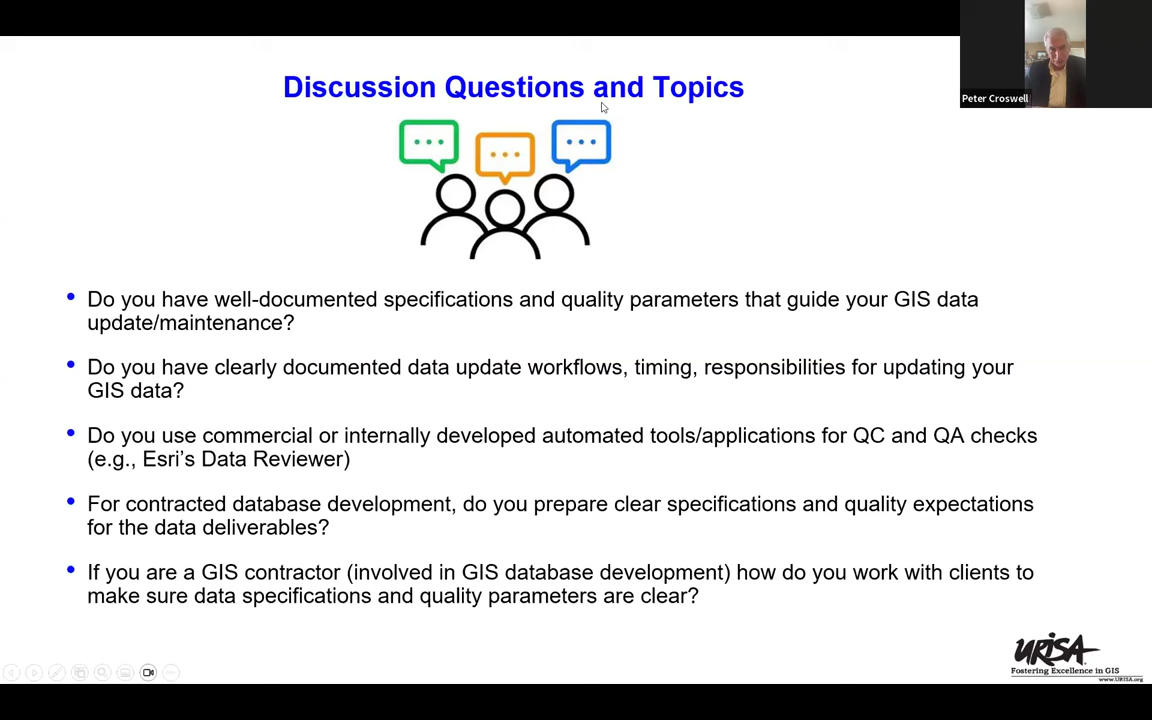 Discussion Questions and Topics
Peter Croswell
• Do you have well-documented specifications and quality parameters that guide your GIS data
update/maintenance?
• Do you have clearly documented data update workflows, timing, responsibilities for updating your
GIS data?
• Do you use commercial or internally developed automated tools/applications for QC and QA checks
(e.g., Esri’s Data Reviewer)
• For contracted database development, do you prepare clear specifications and quality expectations
for the data deliverables?
• If you are a GIS contractor (involved in GIS database development) how do you work with clients to
make sure data specifications and quality parameters are clear?
URISA
Fostering Excellence in GIS
www.URISA.org